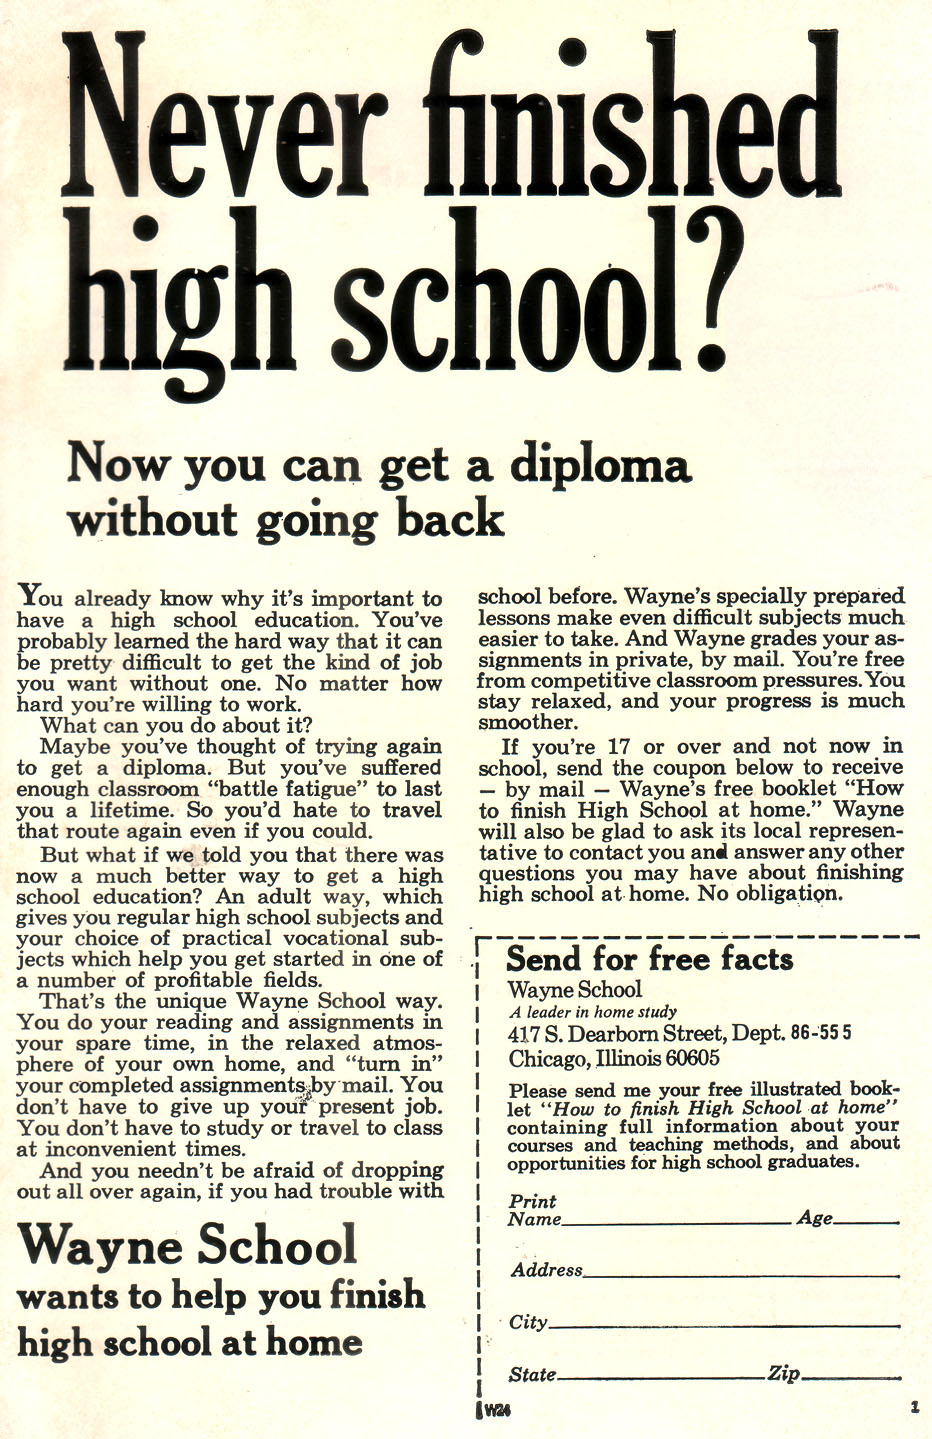 Never finished
high school?
Now you can get a diploma
without going back
You already know why it's important to
have a high school education. You've
probably learned the hard way that it can
be pretty difficult to get the kind of job
you want without one. No matter how
hard you're willing to work.
What can you do about it?
Maybe you've thought of trying again
to get a diploma. But you've suffered
enough classroom “battle fatigue” to last
you a lifetime. So you'd hate to travel
that route again even if you could.
But what if we told you that there was
now a much better way to get a high
school education? An adult way, which
gives you regular high school subjects and
your choice of practical vocational sub-
jects which help you get started in one of
a number of profitable fields.
That's the unique Wayne School way.
You do your reading and assignments in
your spare time, in the relaxed atmos-
phere of your own home, and “turn in”
your completed assignments by mail. You
don't have to give up your present job.
You don't have to study or travel to class
at inconvenient times.
And you needn't be afraid of dropping
out all over again, if you had trouble with
school before. Wayne's specially prepared
lessons make even difficult subjects much
easier to take. And Wayne grades your as-
signments in private, by mail. You're free
from competitive classroom pressures. You
stay relaxed, and your progress is much
smoother.
If you're 17 or over and not now in
school, send the coupon below to receive
— by mail — Wayne's free booklet “How
to finish High School at home.” Wayne
will also be glad to ask its local represen-
tative to contact you and answer any other
questions you may have about finishing
high school at home. No obligation.
Wayne School
wants to help you finish
high school at home
Send for free facts
Wayne School
A leader in home study
417 S. Dearborn Street, Dept. 86-555
Chicago, Illinois 60605
Please send me your free illustrated book-
let “How to finish High School at home”
containing full information about your
courses and teaching methods, and about
opportunities for high school graduates.
Print
Name Age
Address
City
State Zip
W24
1